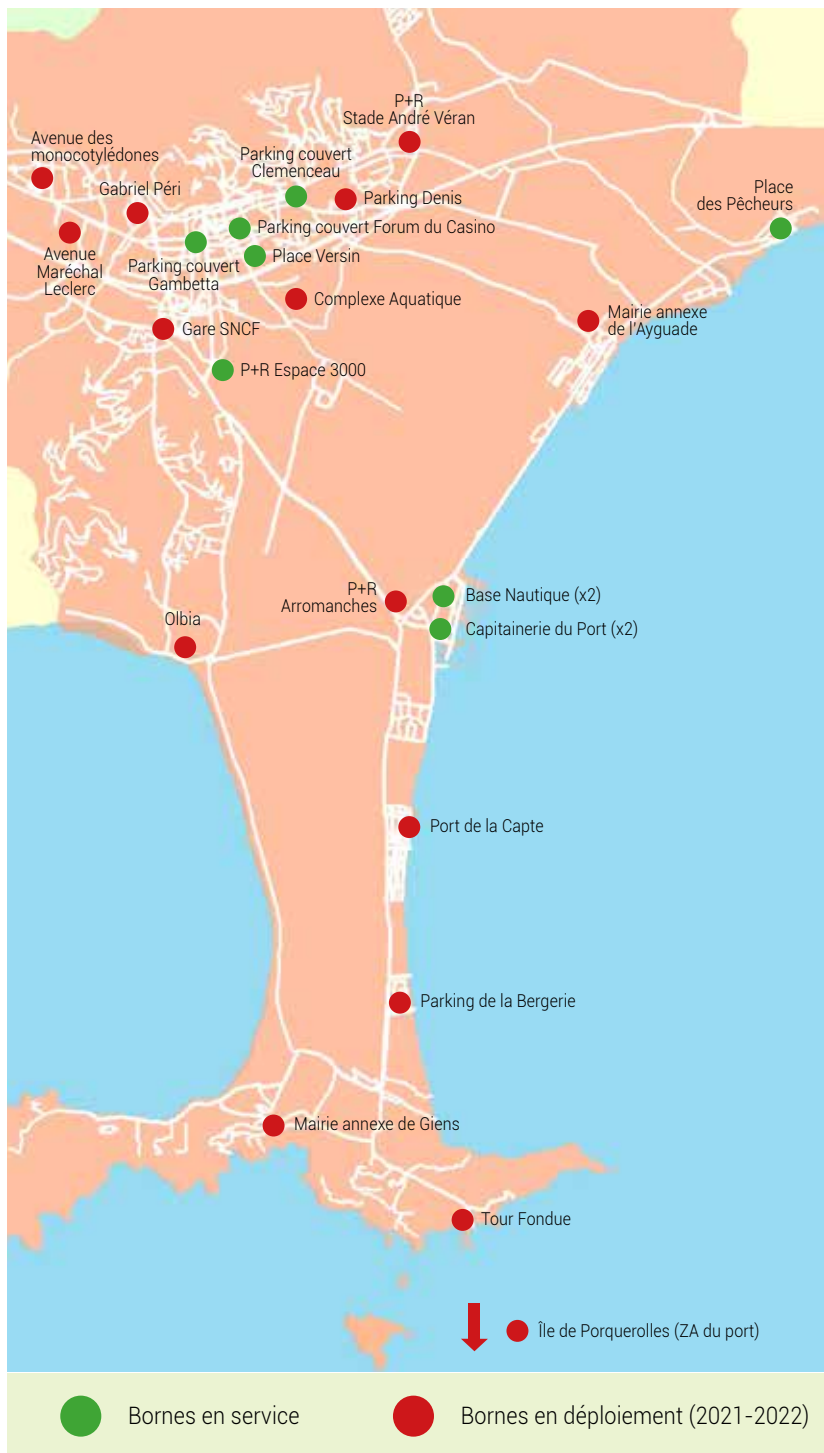 P+R
Stade André Véran
Avenue des
monocotylédones
Parking couvert
Clemenceau
Gabriel Péri
Parking Denis
Place
des Pêcheurs
Parking couvert Forum du Casino
Avenue
Maréchal
Leclerc
Parking couvert
Gambetta
Place Versin
Complexe Aquatique
Mairie annexe
de l'Ayguade
Gare SNCF
P+R Espace 3000
P+R
Arromanches
Base Nautique (x2)
Olbia
Capitainerie du Port (x2)
Port de la Capte
Parking de la Bergerie
Mairie annexe de Giens
Tour Fondue
Île de Porquerolles (ZA du port)
Bornes en service
Bornes en déploiement (2021-2022)